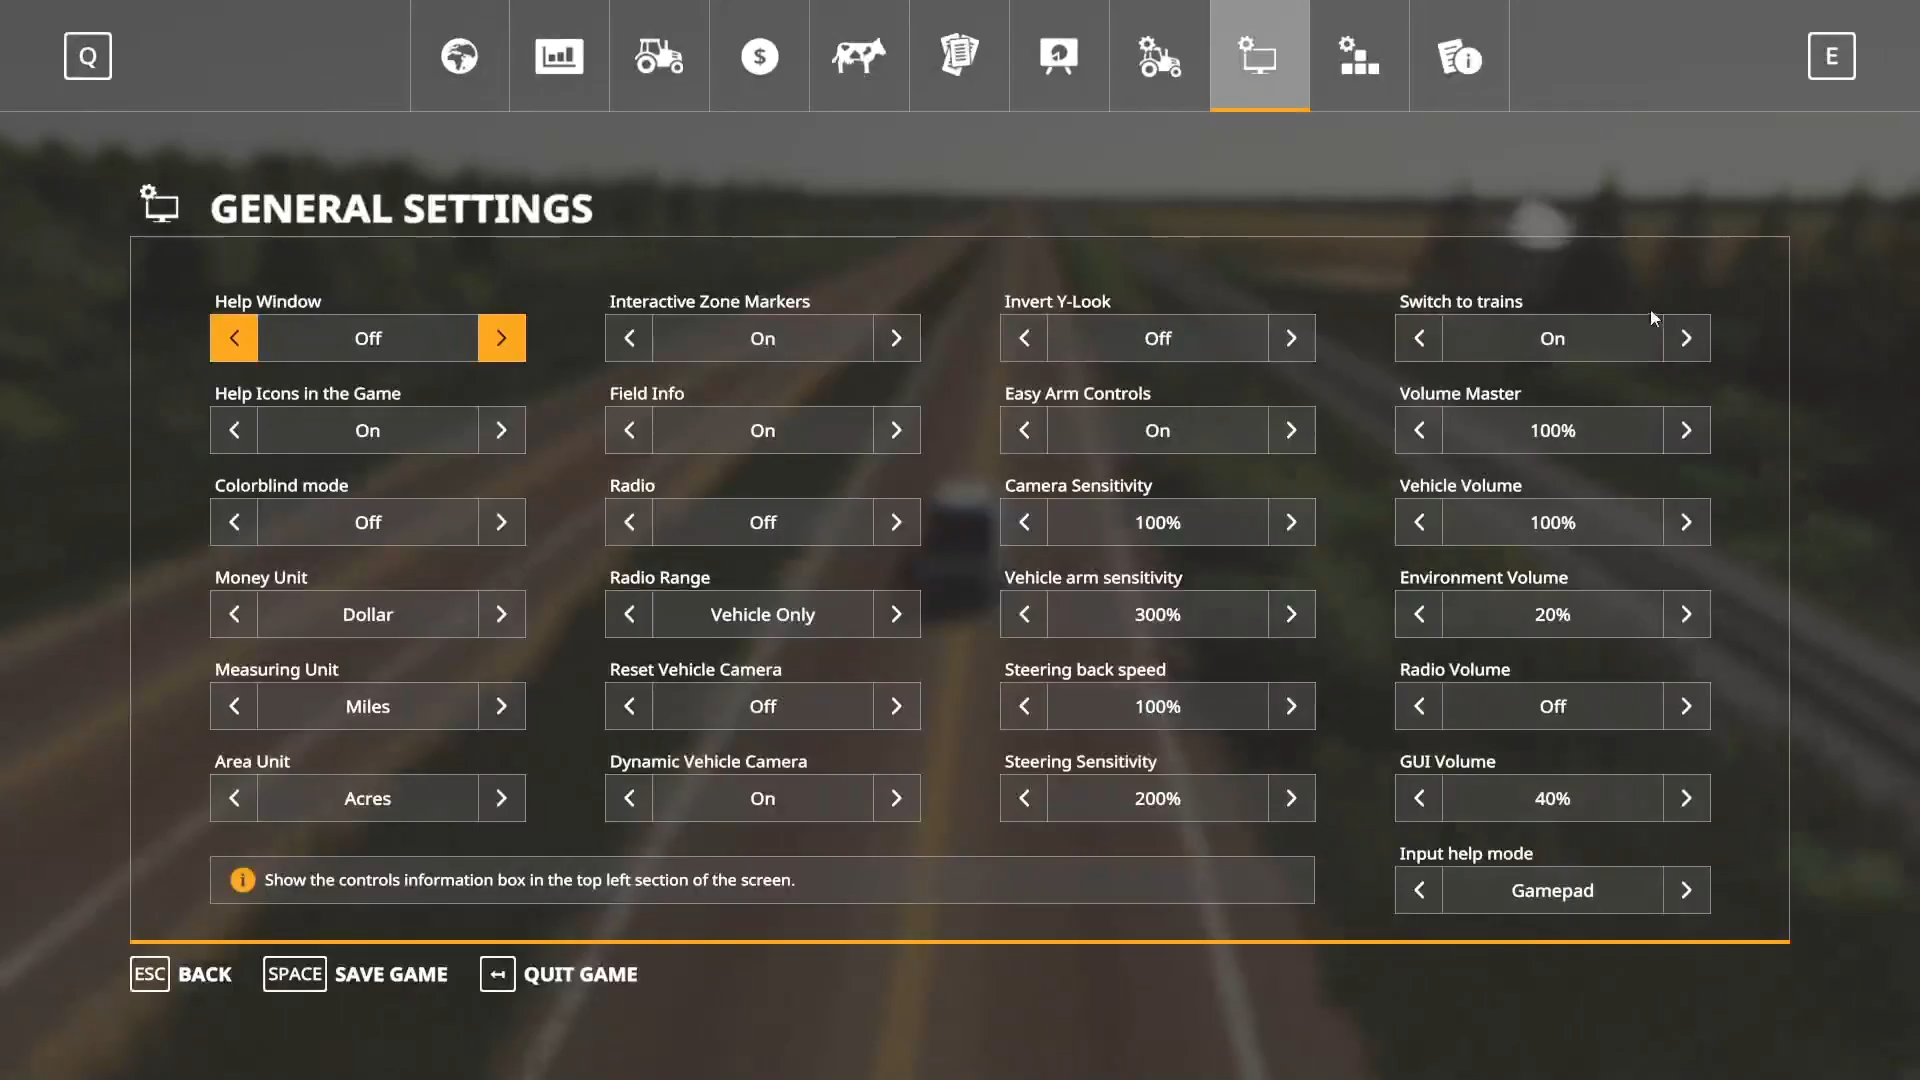 Q
$
E
GENERAL SETTINGS
Help Window
Off
Help Icons in the Game
On
Colorblind mode
Off
Money Unit
Dollar
Measuring Unit
Miles
Area Unit
Acres
Interactive Zone Markers
On
Field Info
On
Radio
Off
Radio Range
Vehicle Only
Reset Vehicle Camera
Off
Dynamic Vehicle Camera
On
Invert Y-Look
Off
Easy Arm Controls
On
Camera Sensitivity
100%
Vehicle arm sensitivity
300%
Steering back speed
100%
Steering Sensitivity
200%
Switch to trains
On
Volume Master
100%
Vehicle Volume
100%
Environment Volume
20%
Radio Volume
Off
GUI Volume
40%
Input help mode
Gamepad
Show the controls information box in the top left section of the screen.
ESC BACK SPACE SAVE GAME QUIT GAME